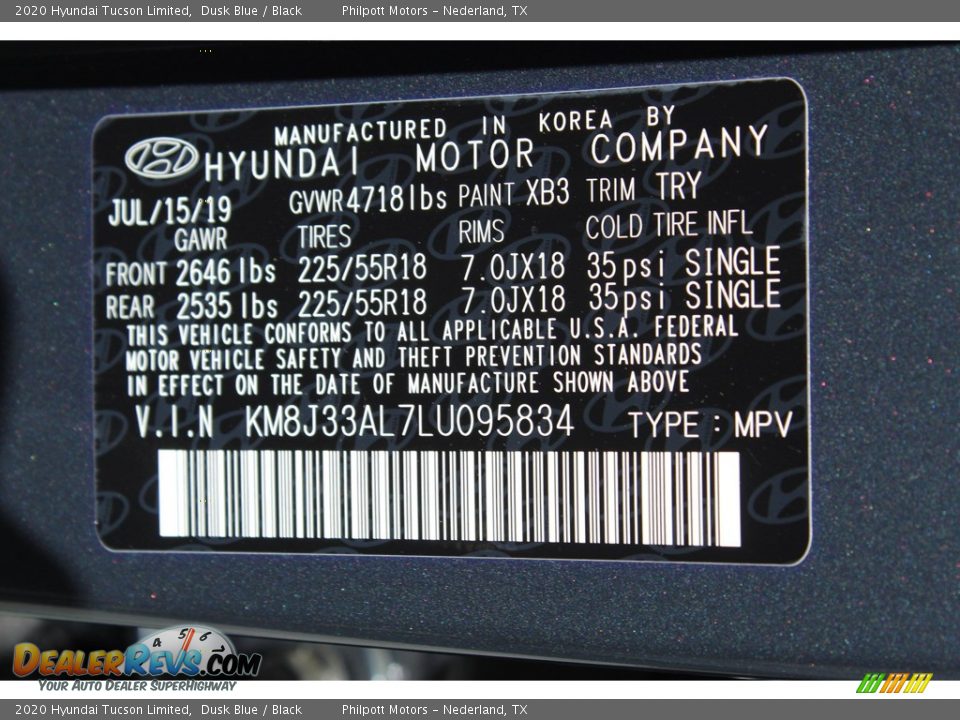 2020 Hyundai Tucson Limited, Dusk Blue / Black Philpott Motors – Nederland, TX
MANUFACTURED IN KOREA BY
HYUNDAI MOTOR COMPANY
JUL/15/19 GVWR4718lbs PAINT XB3 TRIM TRY
GAWR TIRES RIMS COLD TIRE INFL
FRONT 2646 lbs 225/55R18 7.0JX18 35psi SINGLE
REAR 2535 lbs 225/55R18 7.0JX18 35psi SINGLE
THIS VEHICLE CONFORMS TO ALL APPLICABLE U.S.A. FEDERAL
MOTOR VEHICLE SAFETY AND THEFT PREVENTION STANDARDS
IN EFFECT ON THE DATE OF MANUFACTURE SHOWN ABOVE
V.I.N KM8J33AL7LU095834 TYPE : MPV
4 5 6
DEALERREVS.COM
YOUR AUTO DEALER SUPERHIGHWAY
2020 Hyundai Tucson Limited, Dusk Blue / Black Philpott Motors – Nederland, TX